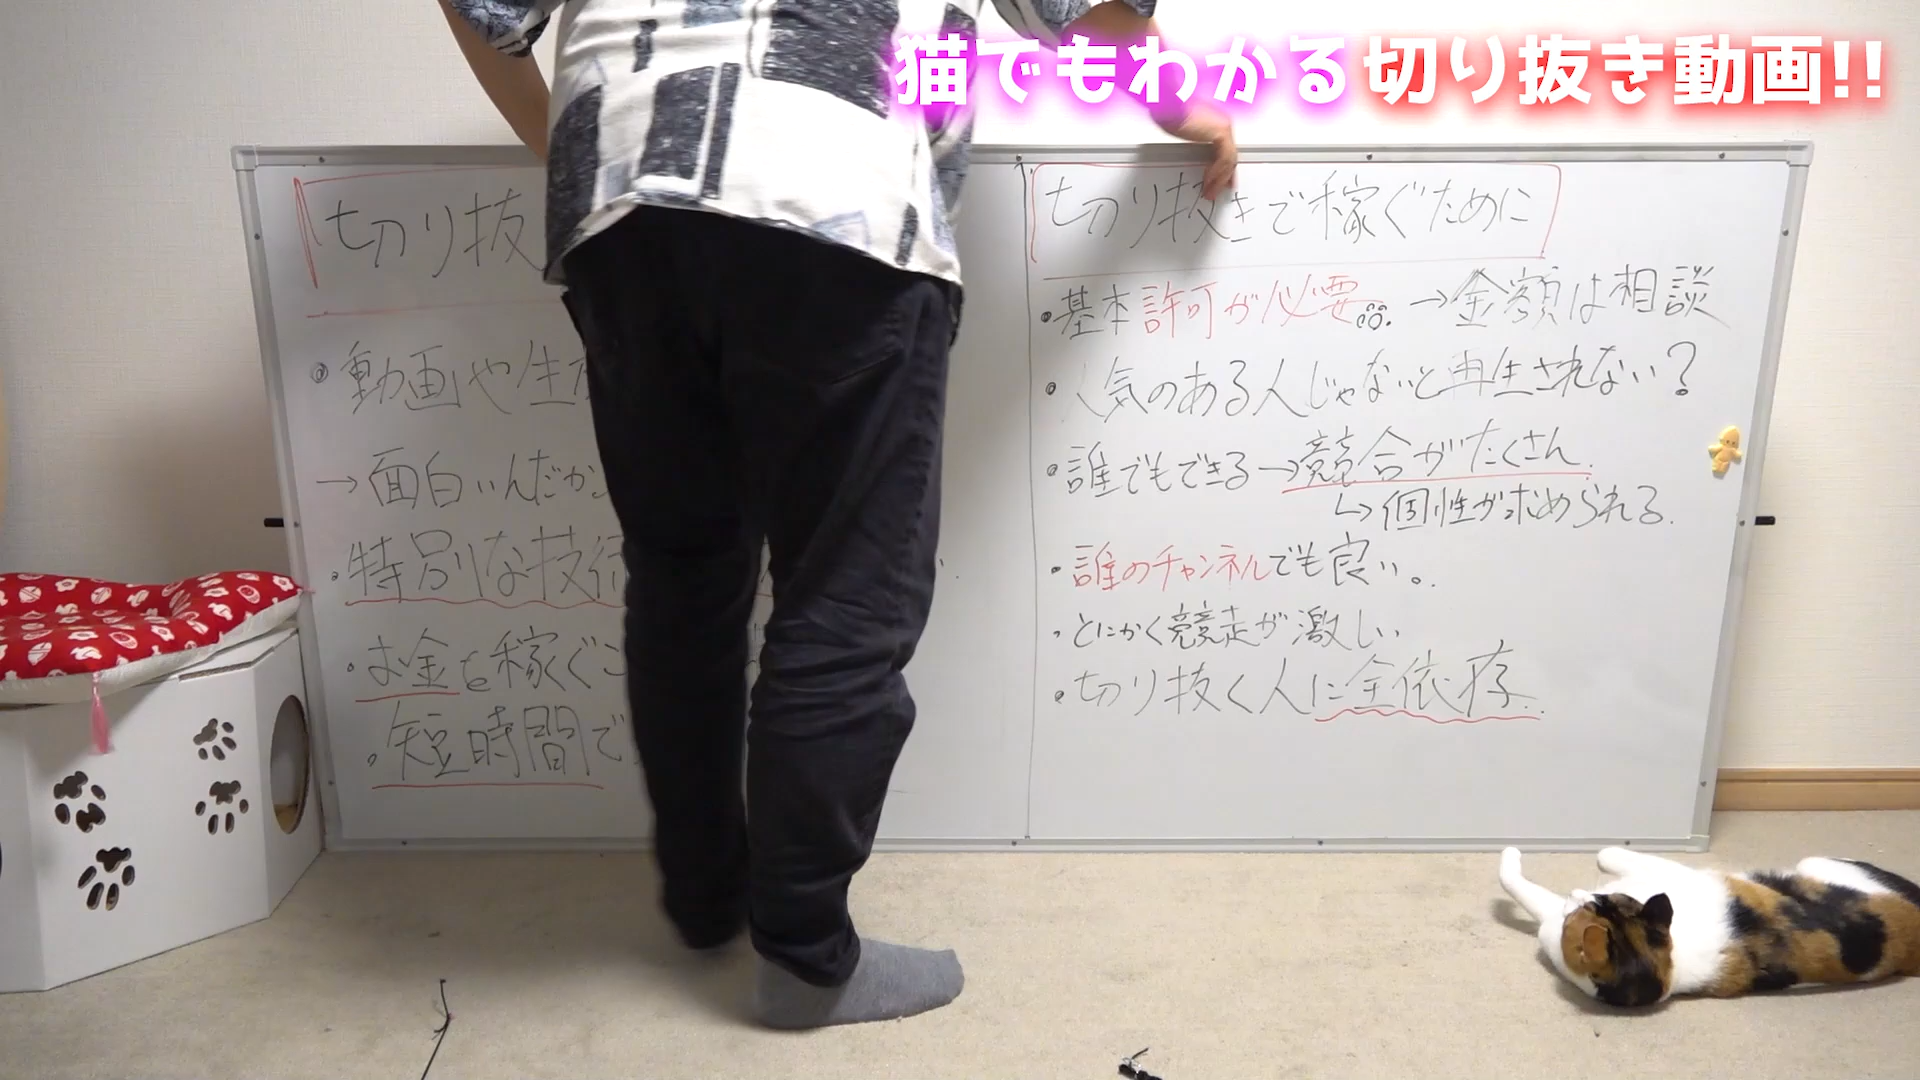 猫でもわかる切り抜き動画!!
切り抜
・動画や生
→面白いんだか
・特別な技術
・お金を稼ぐこ
・短時間で
切り抜きで稼ぐために
・基本許可が必要。→金額は相談
・人気のある人じゃないと再生されない?
・誰でもできる→競合がたくさん.
↳個性が求められる.
・誰のチャンネルでも良い。.
・とにかく競走が激しい
・切り抜く人に全依存..